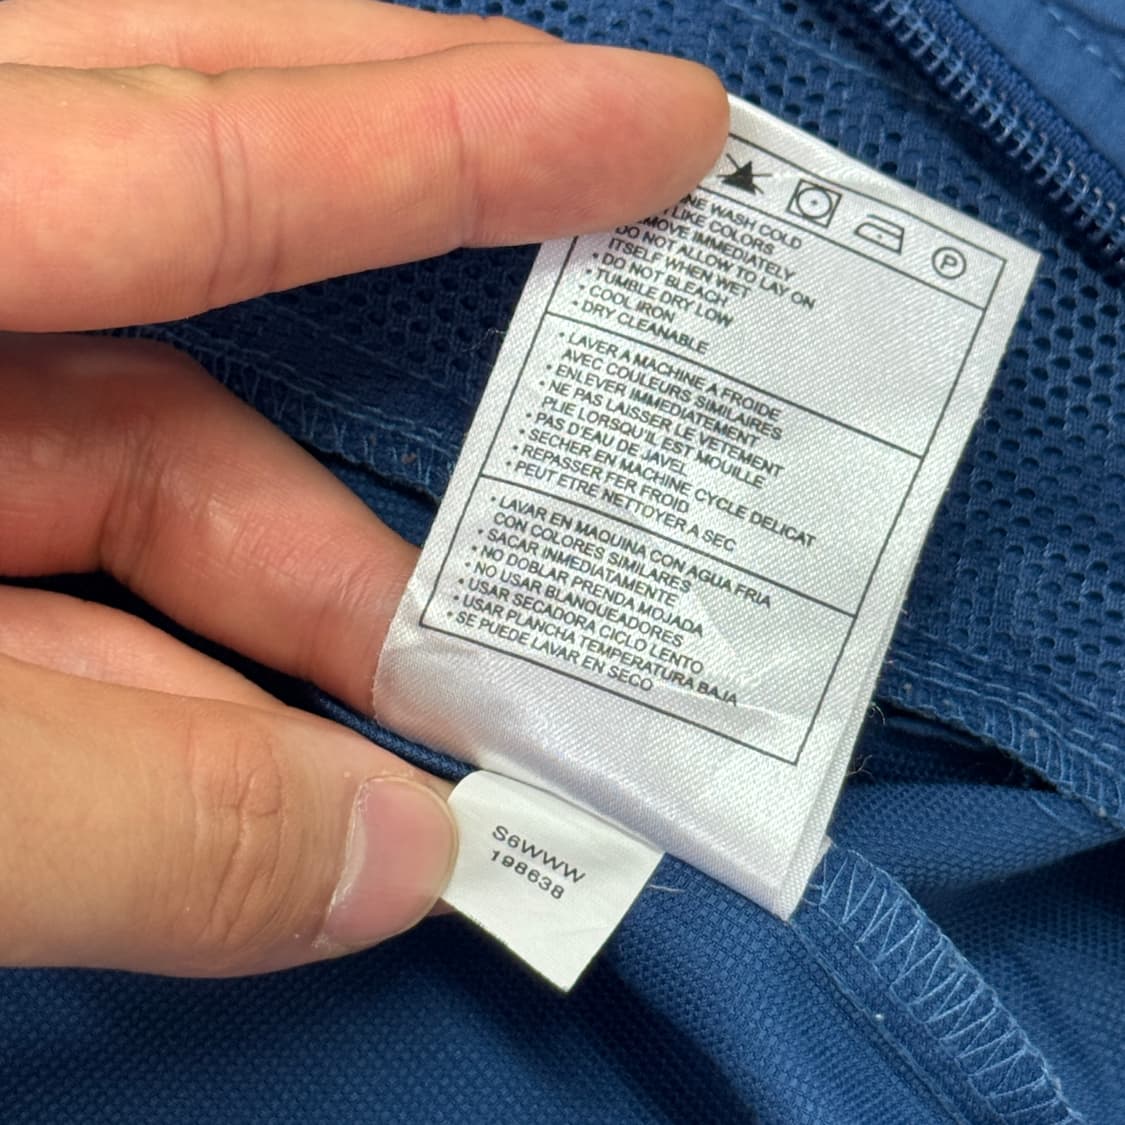 P
WASH COLD
LIKE COLORS
IMMEDIATELY
DO NOT ALLOW TO LAY ON
ITSELF WHEN WET
• DO NOT BLEACH
• TUMBLE DRY LOW
• COOL IRON
• DRY CLEANABLE
• LAVER A MACHINE A FROIDE
AVEC COULEURS SIMILAIRES
• ENLEVER IMMEDIATEMENT
• NE PAS LAISSER LE VETEMENT
PLIE LORSQU'IL EST MOUILLE
• PAS D'EAU DE JAVEL
• SECHER EN MACHINE CYCLE DELICAT
• REPASSER FER FROID
• PEUT ETRE NETTOYER A SEC
• LAVAR EN MAQUINA CON AGUA FRIA
CON COLORES SIMILARES
• SACAR INMEDIATAMENTE
• NO DOBLAR PRENDA MOJADA
• NO USAR BLANQUEADORES
• USAR SECADORA CICLO LENTO
• USAR PLANCHA TEMPERATURA BAJA
• SE PUEDE LAVAR EN SECO
S6WWW
198638